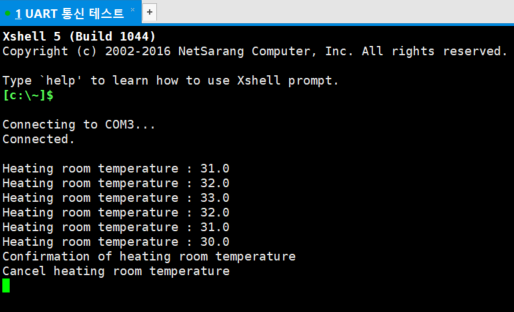 1 UART 통신 테스트
+
Xshell 5 (Build 1044)
Copyright (c) 2002-2016 NetSarang Computer, Inc. All rights reserved.
Type `help' to learn how to use Xshell prompt.
[c:\~]$
Connecting to COM3...
Connected.
Heating room temperature : 31.0
Heating room temperature : 32.0
Heating room temperature : 33.0
Heating room temperature : 32.0
Heating room temperature : 31.0
Heating room temperature : 30.0
Confirmation of heating room temperature
Cancel heating room temperature